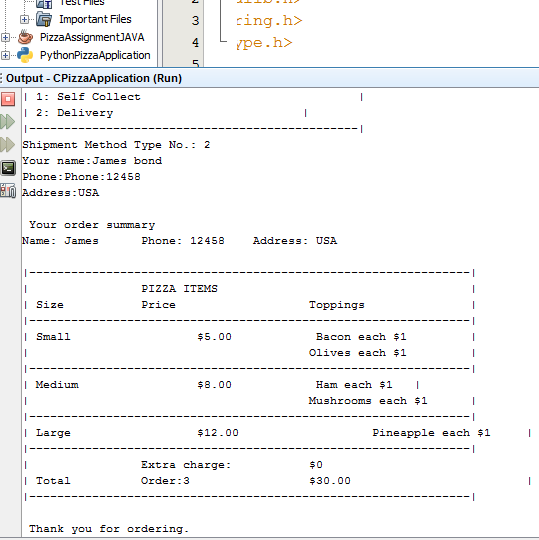 Test Files
Important Files
PizzaAssignmentJAVA
PythonPizzaApplication
2
3 ring.h>
4 ype.h>
5
Output - CPizzaApplication (Run)
| 1: Self Collect |
| 2: Delivery |
|-----------------------------------------------|
Shipment Method Type No.: 2
Your name:James bond
Phone:Phone:12458
Address:USA
Your order summary
Name: James Phone: 12458 Address: USA
|---------------------------------------------------------------|
| PIZZA ITEMS |
| Size Price Toppings |
|---------------------------------------------------------------|
| Small $5.00 Bacon each $1 |
| Olives each $1 |
|---------------------------------------------------------------|
| Medium $8.00 Ham each $1 |
| Mushrooms each $1 |
|---------------------------------------------------------------|
| Large $12.00 Pineapple each $1 |
|---------------------------------------------------------------|
| Extra charge: $0
| Total Order:3 $30.00 |
|---------------------------------------------------------------|
Thank you for ordering.